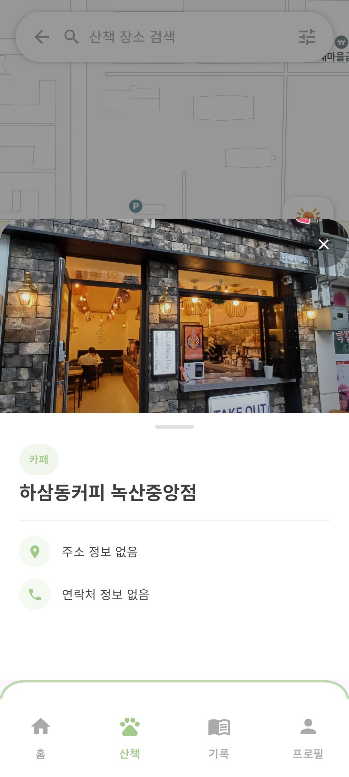 산책 장소 검색
P
TAKE OUT
카페
하삼동커피 녹산중앙점
주소 정보 없음
연락처 정보 없음
홈
산책
기록
프로필